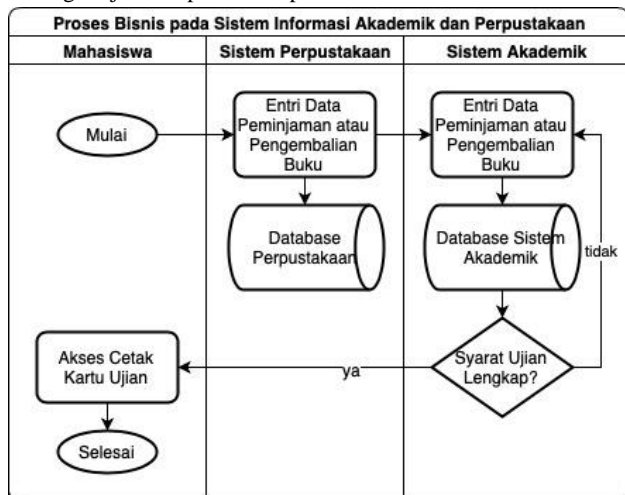 Proses Bisnis pada Sistem Informasi Akademik dan Perpustakaan
Mahasiswa
Sistem Perpustakaan
Sistem Akademik
Mulai
Entri Data
Peminjaman atau
Pengembalian
Buku
Entri Data
Peminjaman atau
Pengembalian
Buku
Database
Perpustakaan
Database Sistem
Akademik
tidak
Akses Cetak
Kartu Ujian
ya
Syarat Ujian
Lengkap?
Selesai